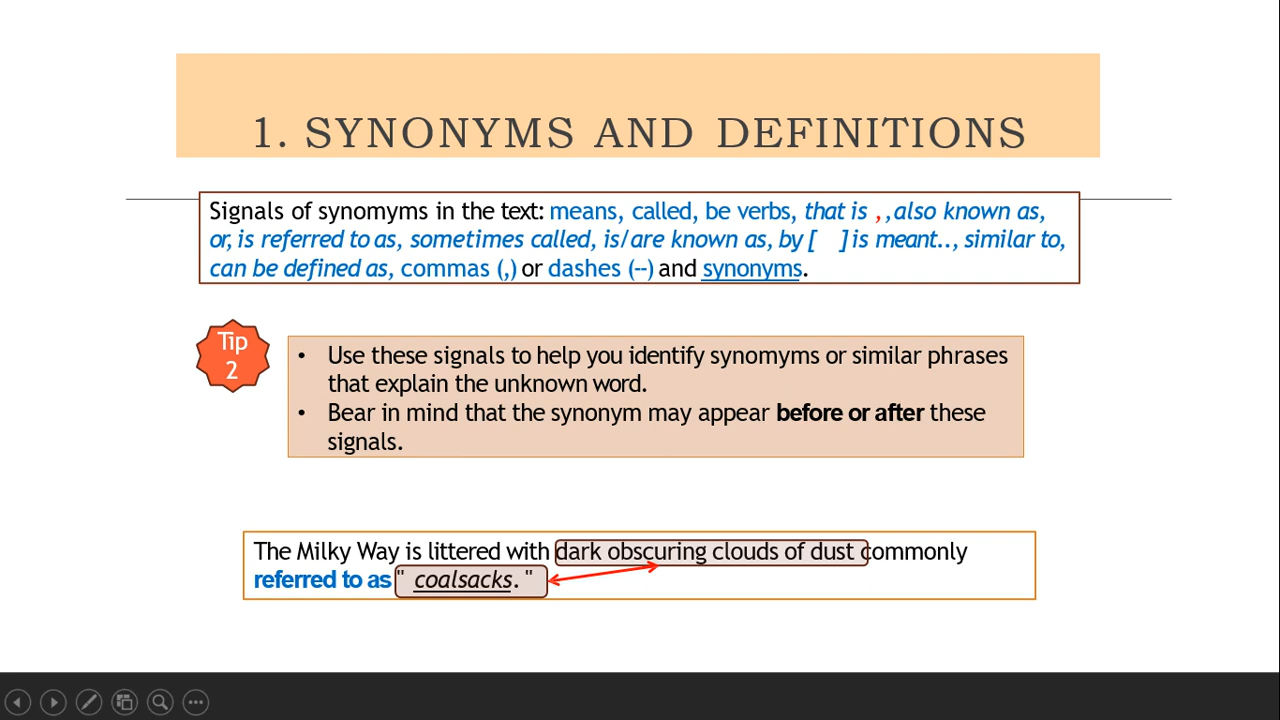 1. SYNONYMS AND DEFINITIONS
Signals of synomyms in the text: means, called, be verbs, that is , ,also known as,
or, is referred to as, sometimes called, is/are known as, by [ ] is meant.., similar to,
can be defined as, commas (,) or dashes (--) and synonyms.
Tip
2
• Use these signals to help you identify synomyms or similar phrases
that explain the unknown word.
• Bear in mind that the synonym may appear before or after these
signals.
The Milky Way is littered with dark obscuring clouds of dust commonly
referred to as " coalsacks. "